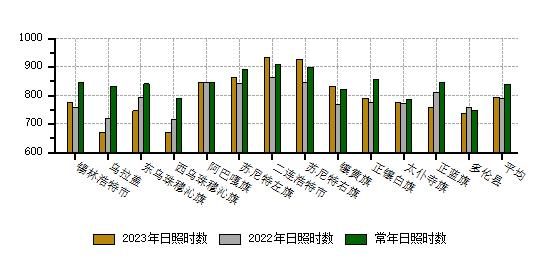 1000
900
800
700
600
锡林浩特市
乌拉盖
东乌珠穆沁旗
西乌珠穆沁旗
阿巴嘎旗
苏尼特左旗
二连浩特市
苏尼特右旗
镶黄旗
正镶白旗
太仆寺旗
正蓝旗
多伦县
平均
2023年日照时数 2022年日照时数 常年日照时数